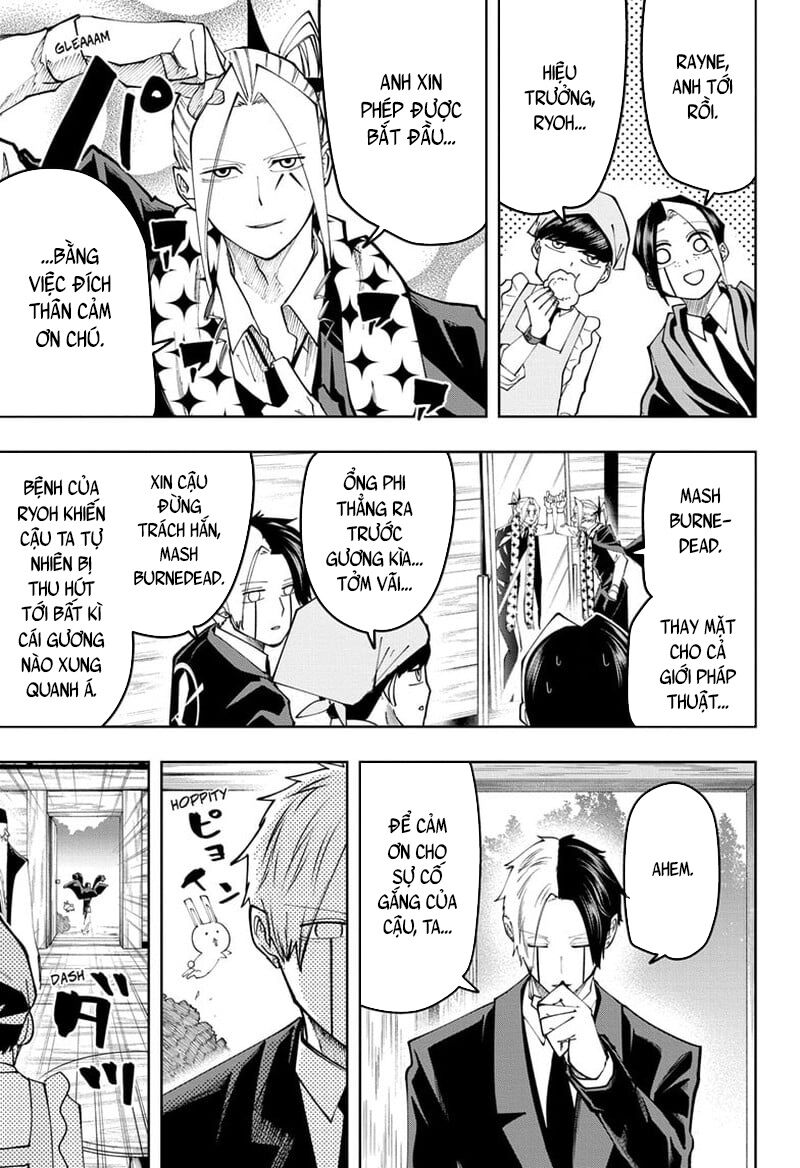 RAYNE,
ANH TỚI
RỒI.
HIỆU
TRƯỞNG,
RYOH...
ANH XIN
PHÉP ĐƯỢC
BẮT ĐẦU...
GLEAAAM
...BẰNG
VIỆC ĐÍCH
THÂN CẢM
ƠN CHÚ.
MASH
BURNE-
DEAD.
THAY MẶT
CHO CẢ
GIỚI PHÁP
THUẬT...
ỔNG PHI
THẲNG RA
TRƯỚC
GƯƠNG KÌA...
TỞM VÃI...
XIN CẬU
ĐỪNG
TRÁCH HẮN,
MASH
BURNEDEAD.
BỆNH CỦA
RYOH KHIẾN
CẬU TA TỰ
NHIÊN BỊ
THU HÚT
TỚI BẤT KÌ
CÁI GƯƠNG
NÀO XUNG
QUANH Á.
AHEM.
ĐỂ CẢM
ƠN CHO
SỰ CỐ
GẮNG CỦA
CẬU, TA...
HOPPITY
ピョイン
DASH
ダッ